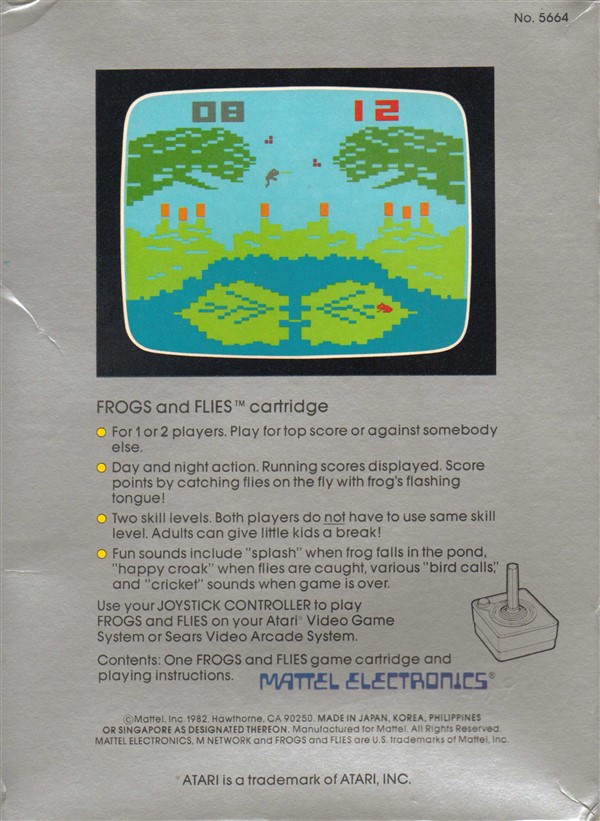 No. 5664
08 12
FROGS and FLIES™ cartridge
For 1 or 2 players. Play for top score or against somebody
else.
Day and night action. Running scores displayed. Score
points by catching flies on the fly with frog's flashing
tongue!
Two skill levels. Both players do not have to use same skill
level. Adults can give little kids a break!
Fun sounds include "splash" when frog falls in the pond,
"happy croak" when flies are caught, various "bird calls,"
and "cricket" sounds when game is over.
Use your JOYSTICK CONTROLLER to play
FROGS and FLIES on your Atari® Video Game
System or Sears Video Arcade System.
Contents: One FROGS and FLIES game cartridge and
playing instructions.
MATTEL ELECTRONICS®
©Mattel, Inc. 1982. Hawthorne, CA 90250. MADE IN JAPAN, KOREA, PHILIPPINES
OR SINGAPORE AS DESIGNATED THEREON. Manufactured for Mattel. All Rights Reserved.
MATTEL ELECTRONICS, M NETWORK and FROGS and FLIES are U.S. trademarks of Mattel, Inc.
®ATARI is a trademark of ATARI, INC.